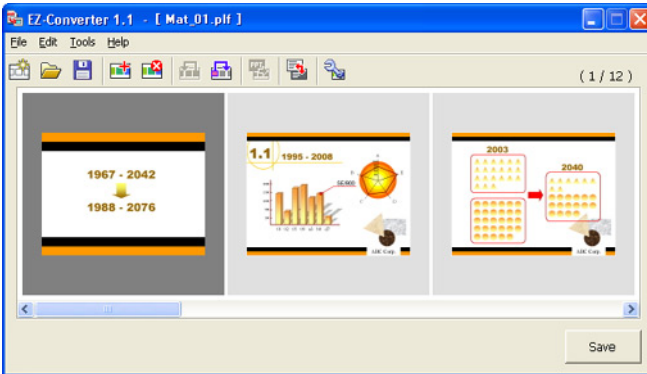 EZ-Converter 1.1 - [ Mat_01.plf ]
File Edit Tools Help
( 1 / 12 )
1967 - 2042
1988 - 2076
1.1 1995 - 2008
ABC Corp.
2003
2040
ABC Corp.
Save